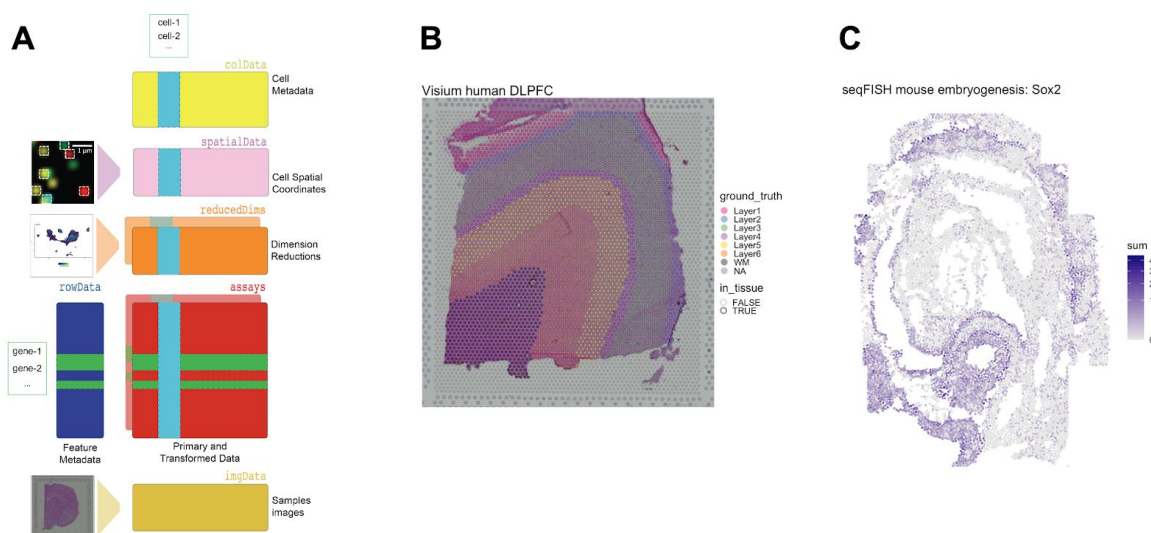 A
cell-1
cell-2
...
colData
Cell
Metadata
1 μm
spatialData
Cell Spatial
Coordinates
reducedDims
Dimension
Reductions
rowData
assays
gene-1
gene-2
...
Feature
Metadata
Primary and
Transformed Data
imgData
Samples
images
B
Visium human DLPFC
ground_truth
Layer1
Layer2
Layer3
Layer4
Layer5
Layer6
WM
NA
in_tissue
FALSE
TRUE
C
seqFISH mouse embryogenesis: Sox2
sum